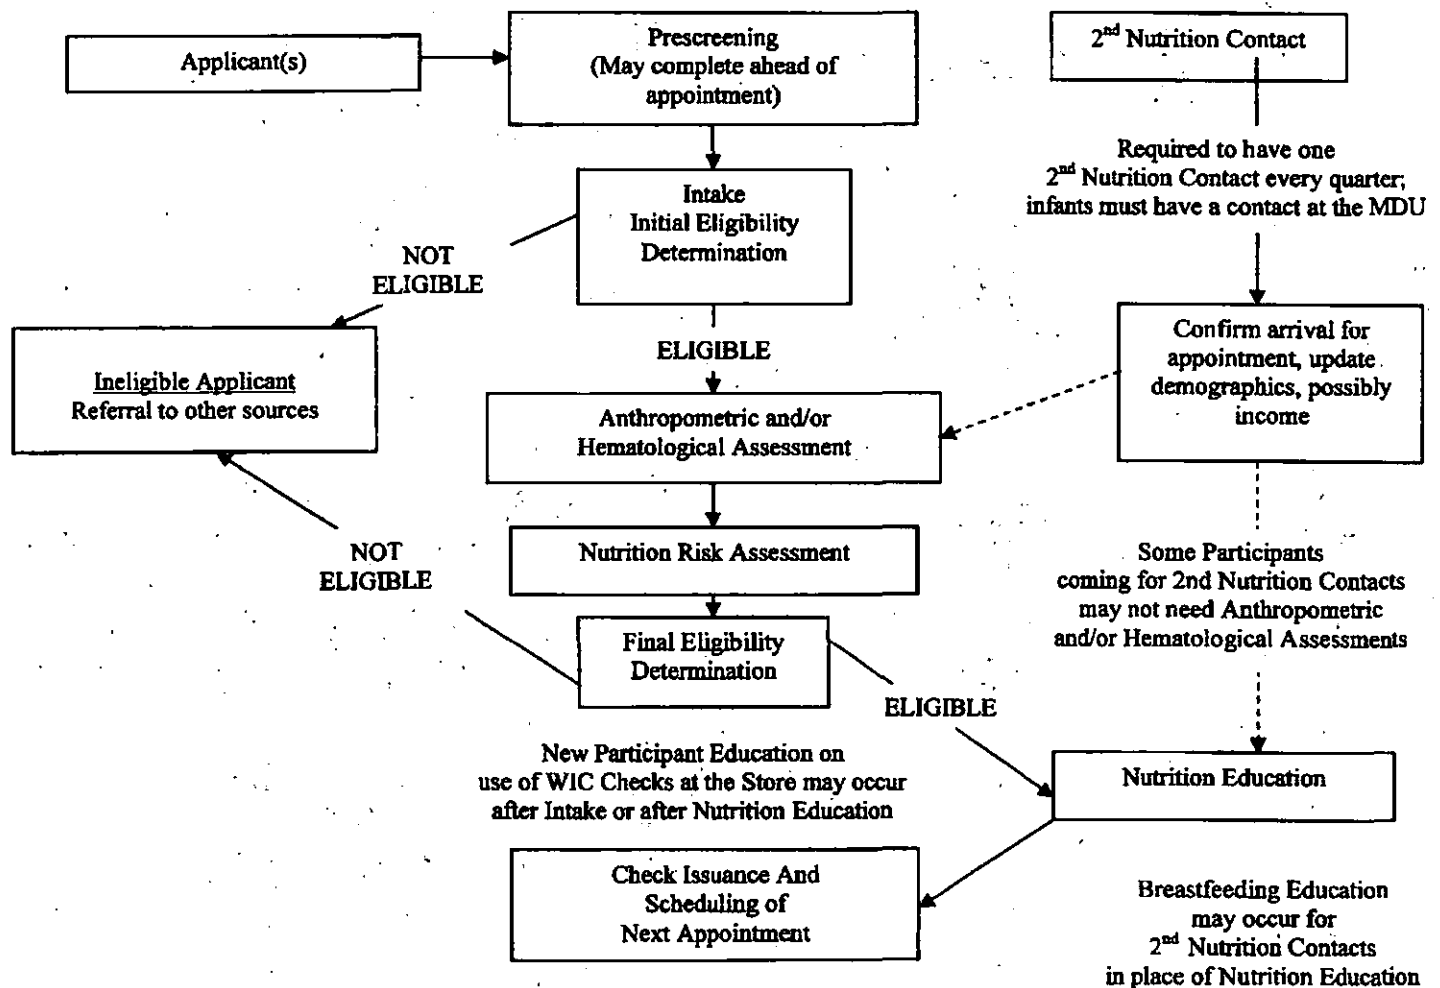 Applicant(s)
Prescreening
(May complete ahead of
appointment)
2nd Nutrition Contact
Required to have one
2nd Nutrition Contact every quarter;
infants must have a contact at the MDU
Intake
Initial Eligibility
Determination
NOT
ELIGIBLE
ELIGIBLE
Ineligible Applicant
Referral to other sources
Confirm arrival for
appointment, update
demographics, possibly
income
Anthropometric and/or
Hematological Assessment
Nutrition Risk Assessment
NOT
ELIGIBLE
Some Participants
coming for 2nd Nutrition Contacts
may not need Anthropometric
and/or Hematological Assessments
Final Eligibility
Determination
ELIGIBLE
New Participant Education on
use of WIC Checks at the Store may occur
after Intake or after Nutrition Education
Nutrition Education
Check Issuance And
Scheduling of
Next Appointment
Breastfeeding Education
may occur for
2nd Nutrition Contacts
in place of Nutrition Education